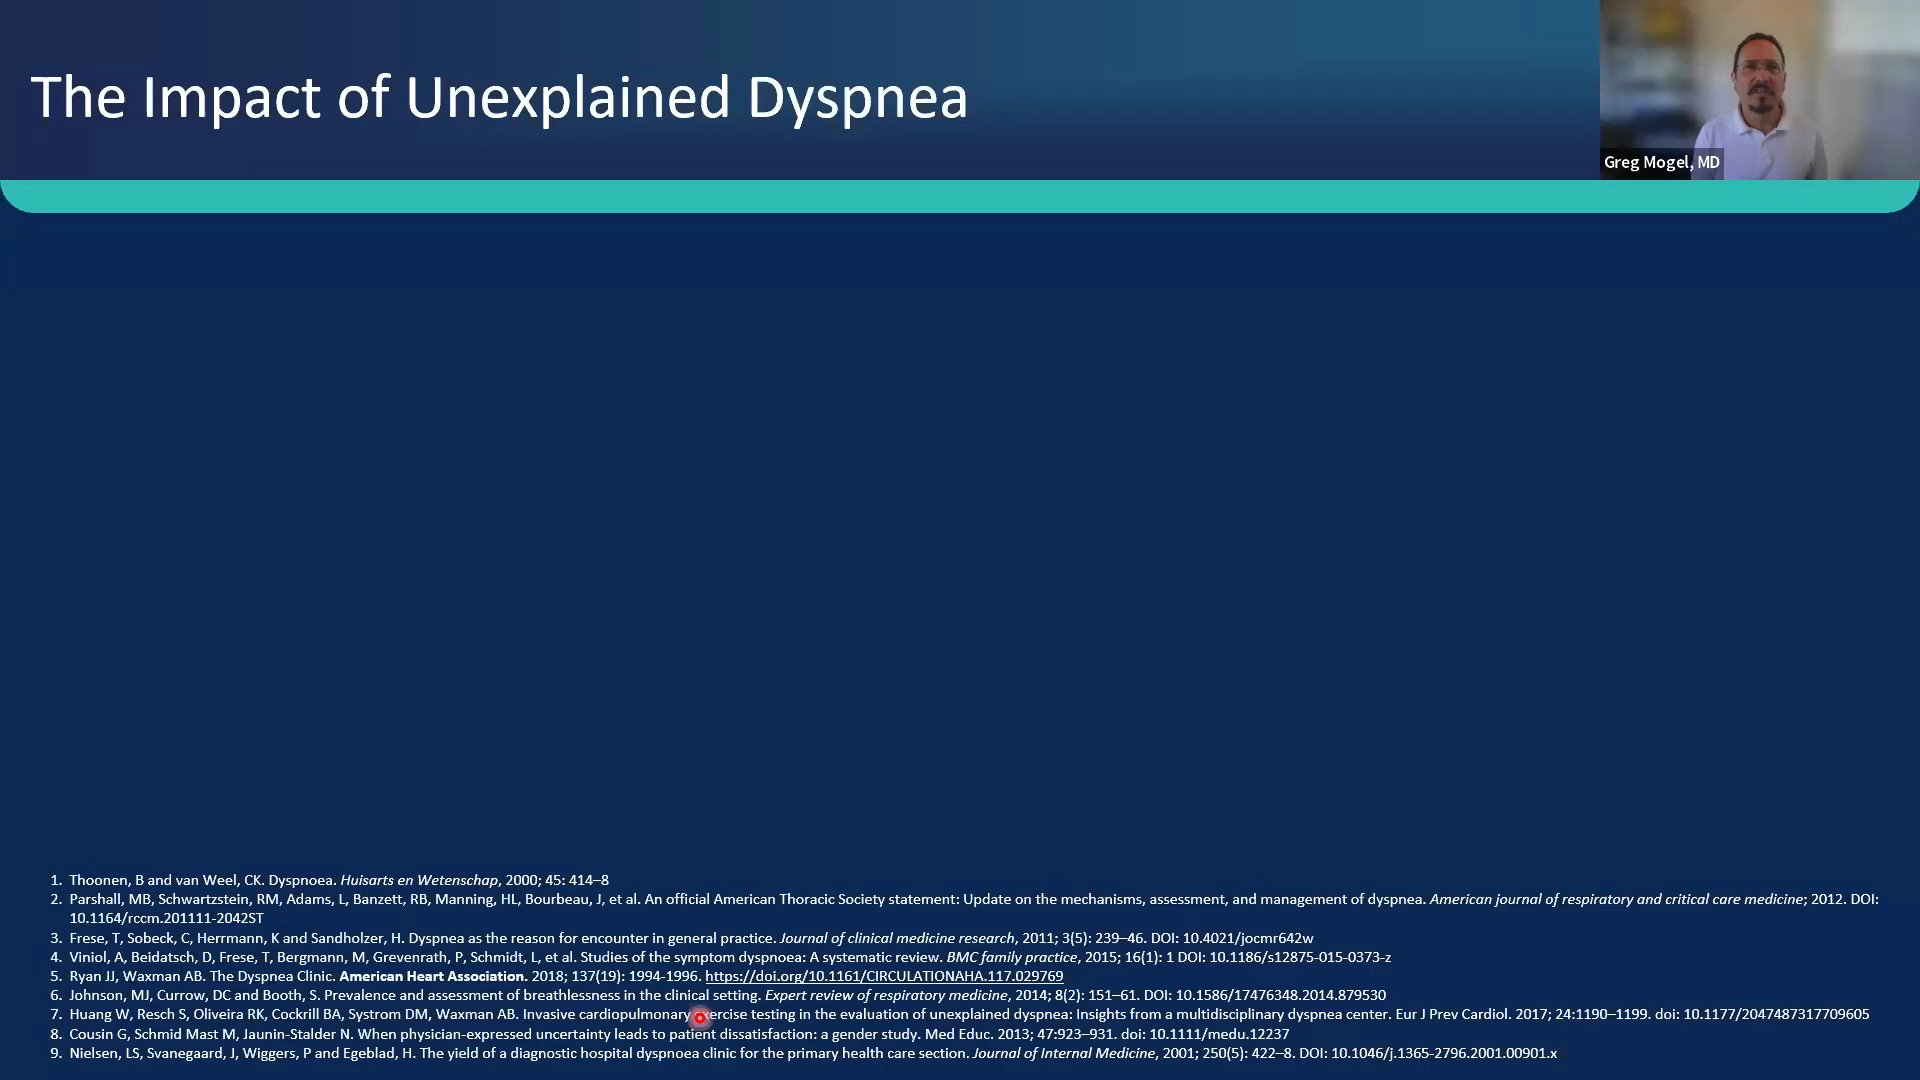 The Impact of Unexplained Dyspnea
Greg Mogel, MD
1. Thoonen, B and van Weel, CK. Dyspnoea. Huisarts en Wetenschap, 2000; 45: 414–8
2. Parshall, MB, Schwartzstein, RM, Adams, L, Banzett, RB, Manning, HL, Bourbeau, J, et al. An official American Thoracic Society statement: Update on the mechanisms, assessment, and management of dyspnea. American journal of respiratory and critical care medicine; 2012. DOI:
10.1164/rccm.201111-2042ST
3. Frese, T, Sobeck, C, Herrmann, K and Sandholzer, H. Dyspnea as the reason for encounter in general practice. Journal of clinical medicine research, 2011; 3(5): 239–46. DOI: 10.4021/jocmr642w
4. Viniol, A, Beidatsch, D, Frese, T, Bergmann, M, Grevenrath, P, Schmidt, L, et al. Studies of the symptom dyspnoea: A systematic review. BMC family practice, 2015; 16(1): 1 DOI: 10.1186/s12875-015-0373-z
5. Ryan JJ, Waxman AB. The Dyspnea Clinic. American Heart Association. 2018; 137(19): 1994-1996. https://doi.org/10.1161/CIRCULATIONAHA.117.029769
6. Johnson, MJ, Currow, DC and Booth, S. Prevalence and assessment of breathlessness in the clinical setting. Expert review of respiratory medicine, 2014; 8(2): 151–61. DOI: 10.1586/17476348.2014.879530
7. Huang W, Resch S, Oliveira RK, Cockrill BA, Systrom DM, Waxman AB. Invasive cardiopulmonary exercise testing in the evaluation of unexplained dyspnea: Insights from a multidisciplinary dyspnea center. Eur J Prev Cardiol. 2017; 24:1190–1199. doi: 10.1177/2047487317709605
8. Cousin G, Schmid Mast M, Jaunin-Stalder N. When physician-expressed uncertainty leads to patient dissatisfaction: a gender study. Med Educ. 2013; 47:923–931. doi: 10.1111/medu.12237
9. Nielsen, LS, Svanegaard, J, Wiggers, P and Egeblad, H. The yield of a diagnostic hospital dyspnoea clinic for the primary health care section. Journal of Internal Medicine, 2001; 250(5): 422–8. DOI: 10.1046/j.1365-2796.2001.00901.x